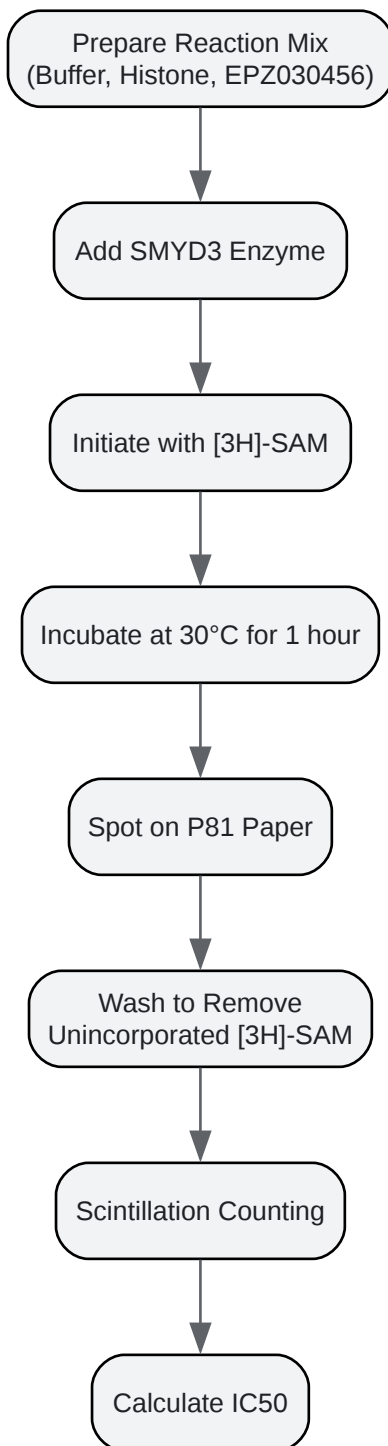 Prepare Reaction Mix
(Buffer, Histone, EPZ030456)
Add SMYD3 Enzyme
Initiate with [3H]-SAM
Incubate at 30°C for 1 hour
Spot on P81 Paper
Wash to Remove
Unincorporated [3H]-SAM
Scintillation Counting
Calculate IC50